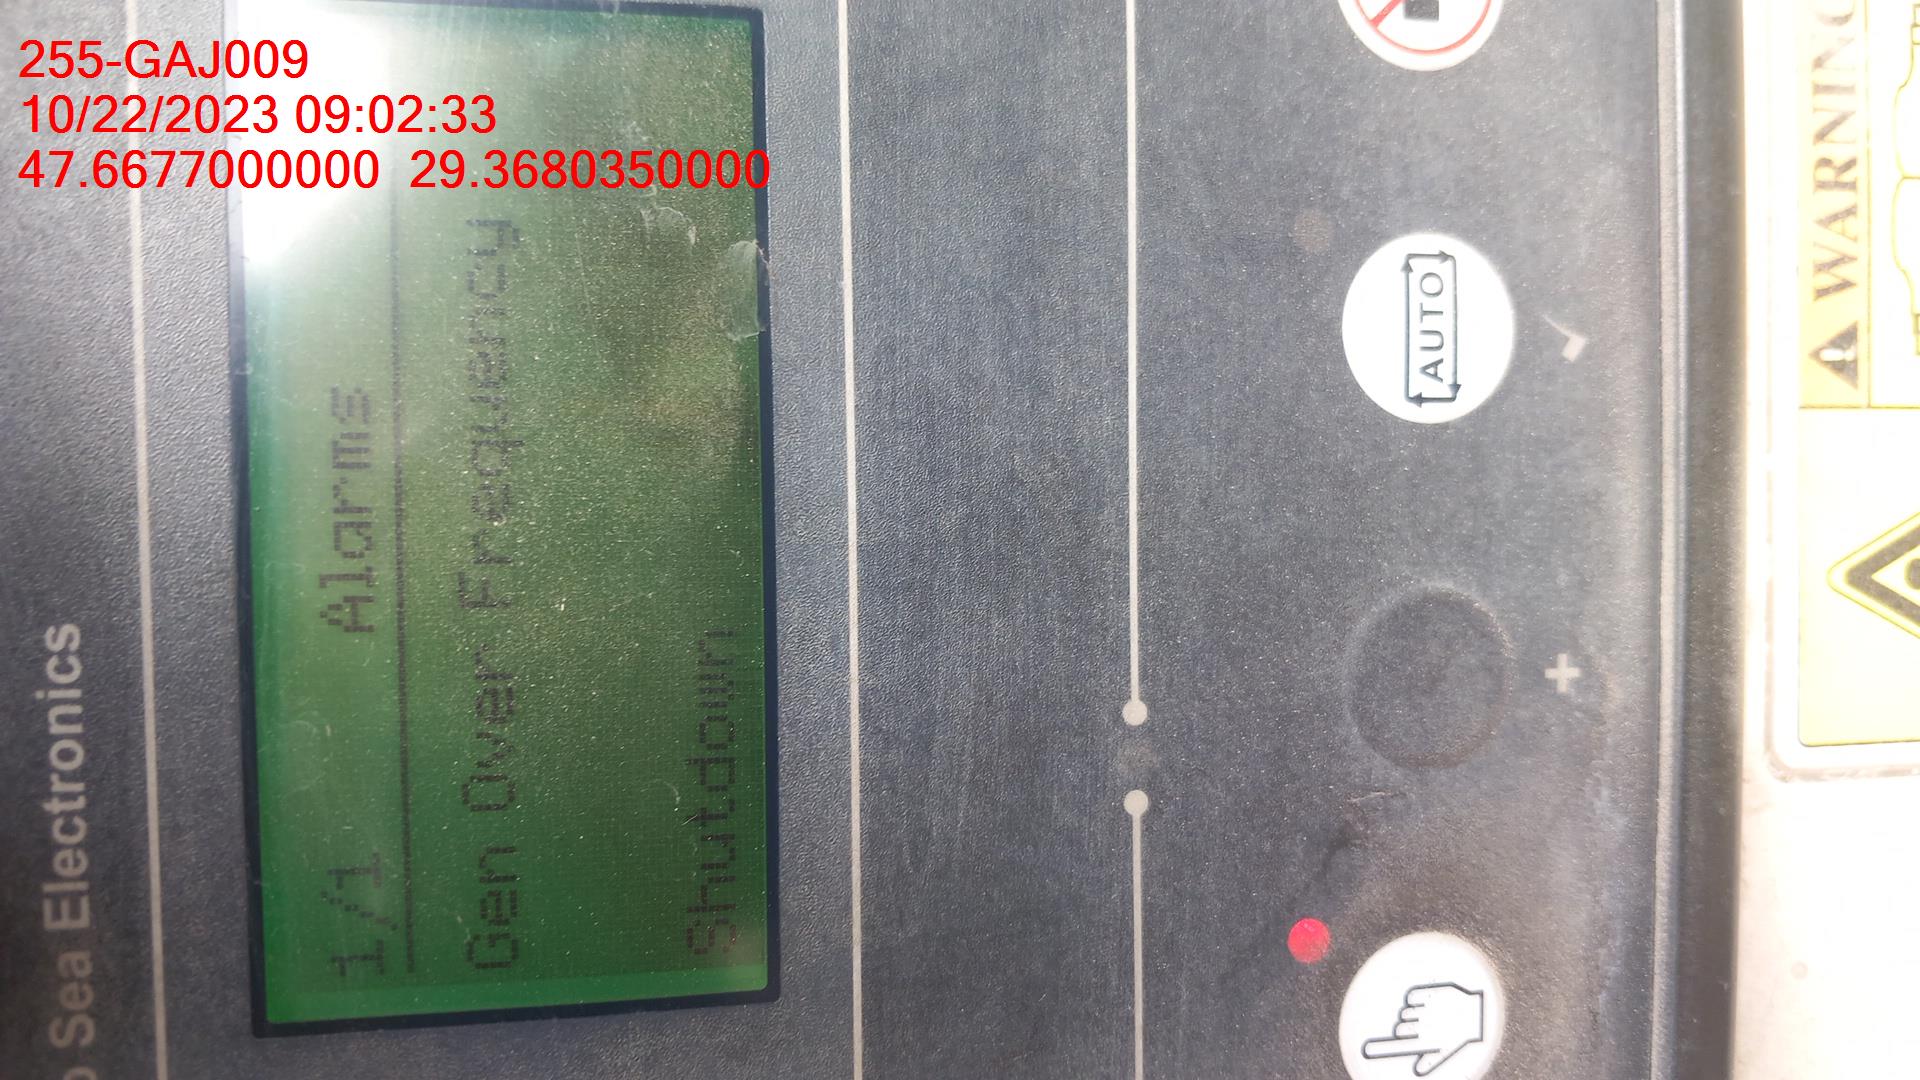 255-GAJ009
10/22/2023 09:02:33
47.6677000000 29.3680350000
Sea Electronics
1/1 Alarms
Gen Over Frequency
Shutdown
AUTO
+
WARNING